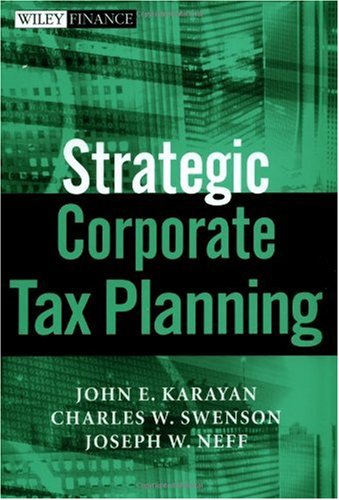 WILEY FINANCE
Strategic
Corporate
Tax Planning
JOHN E. KARAYAN
CHARLES W. SWENSON
JOSEPH W. NEFF